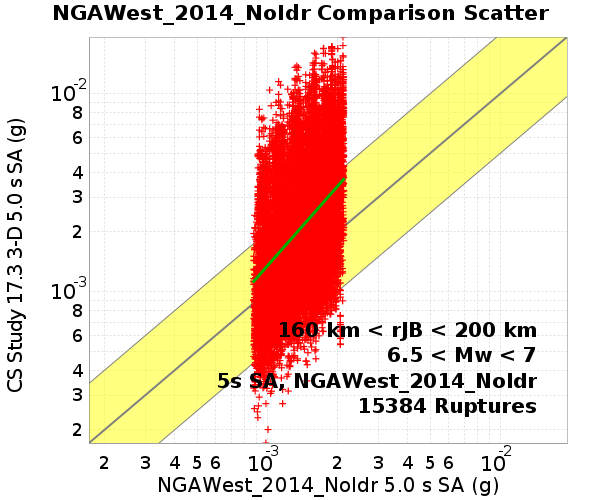 NGAWest_2014_NoIdr Comparison Scatter
CS Study 17.3 3-D 5.0 s SA (g)
10-2
8
6
4
3
2
10-3
8
6
4
3
2
160 km < rJB < 200 km
6.5 < Mw < 7
5s SA, NGAWest_2014_NoIdr
15384 Ruptures
2 3 4 5 6 8 10-3 2 3 4 5 6 8 10-2
NGAWest_2014_NoIdr 5.0 s SA (g)